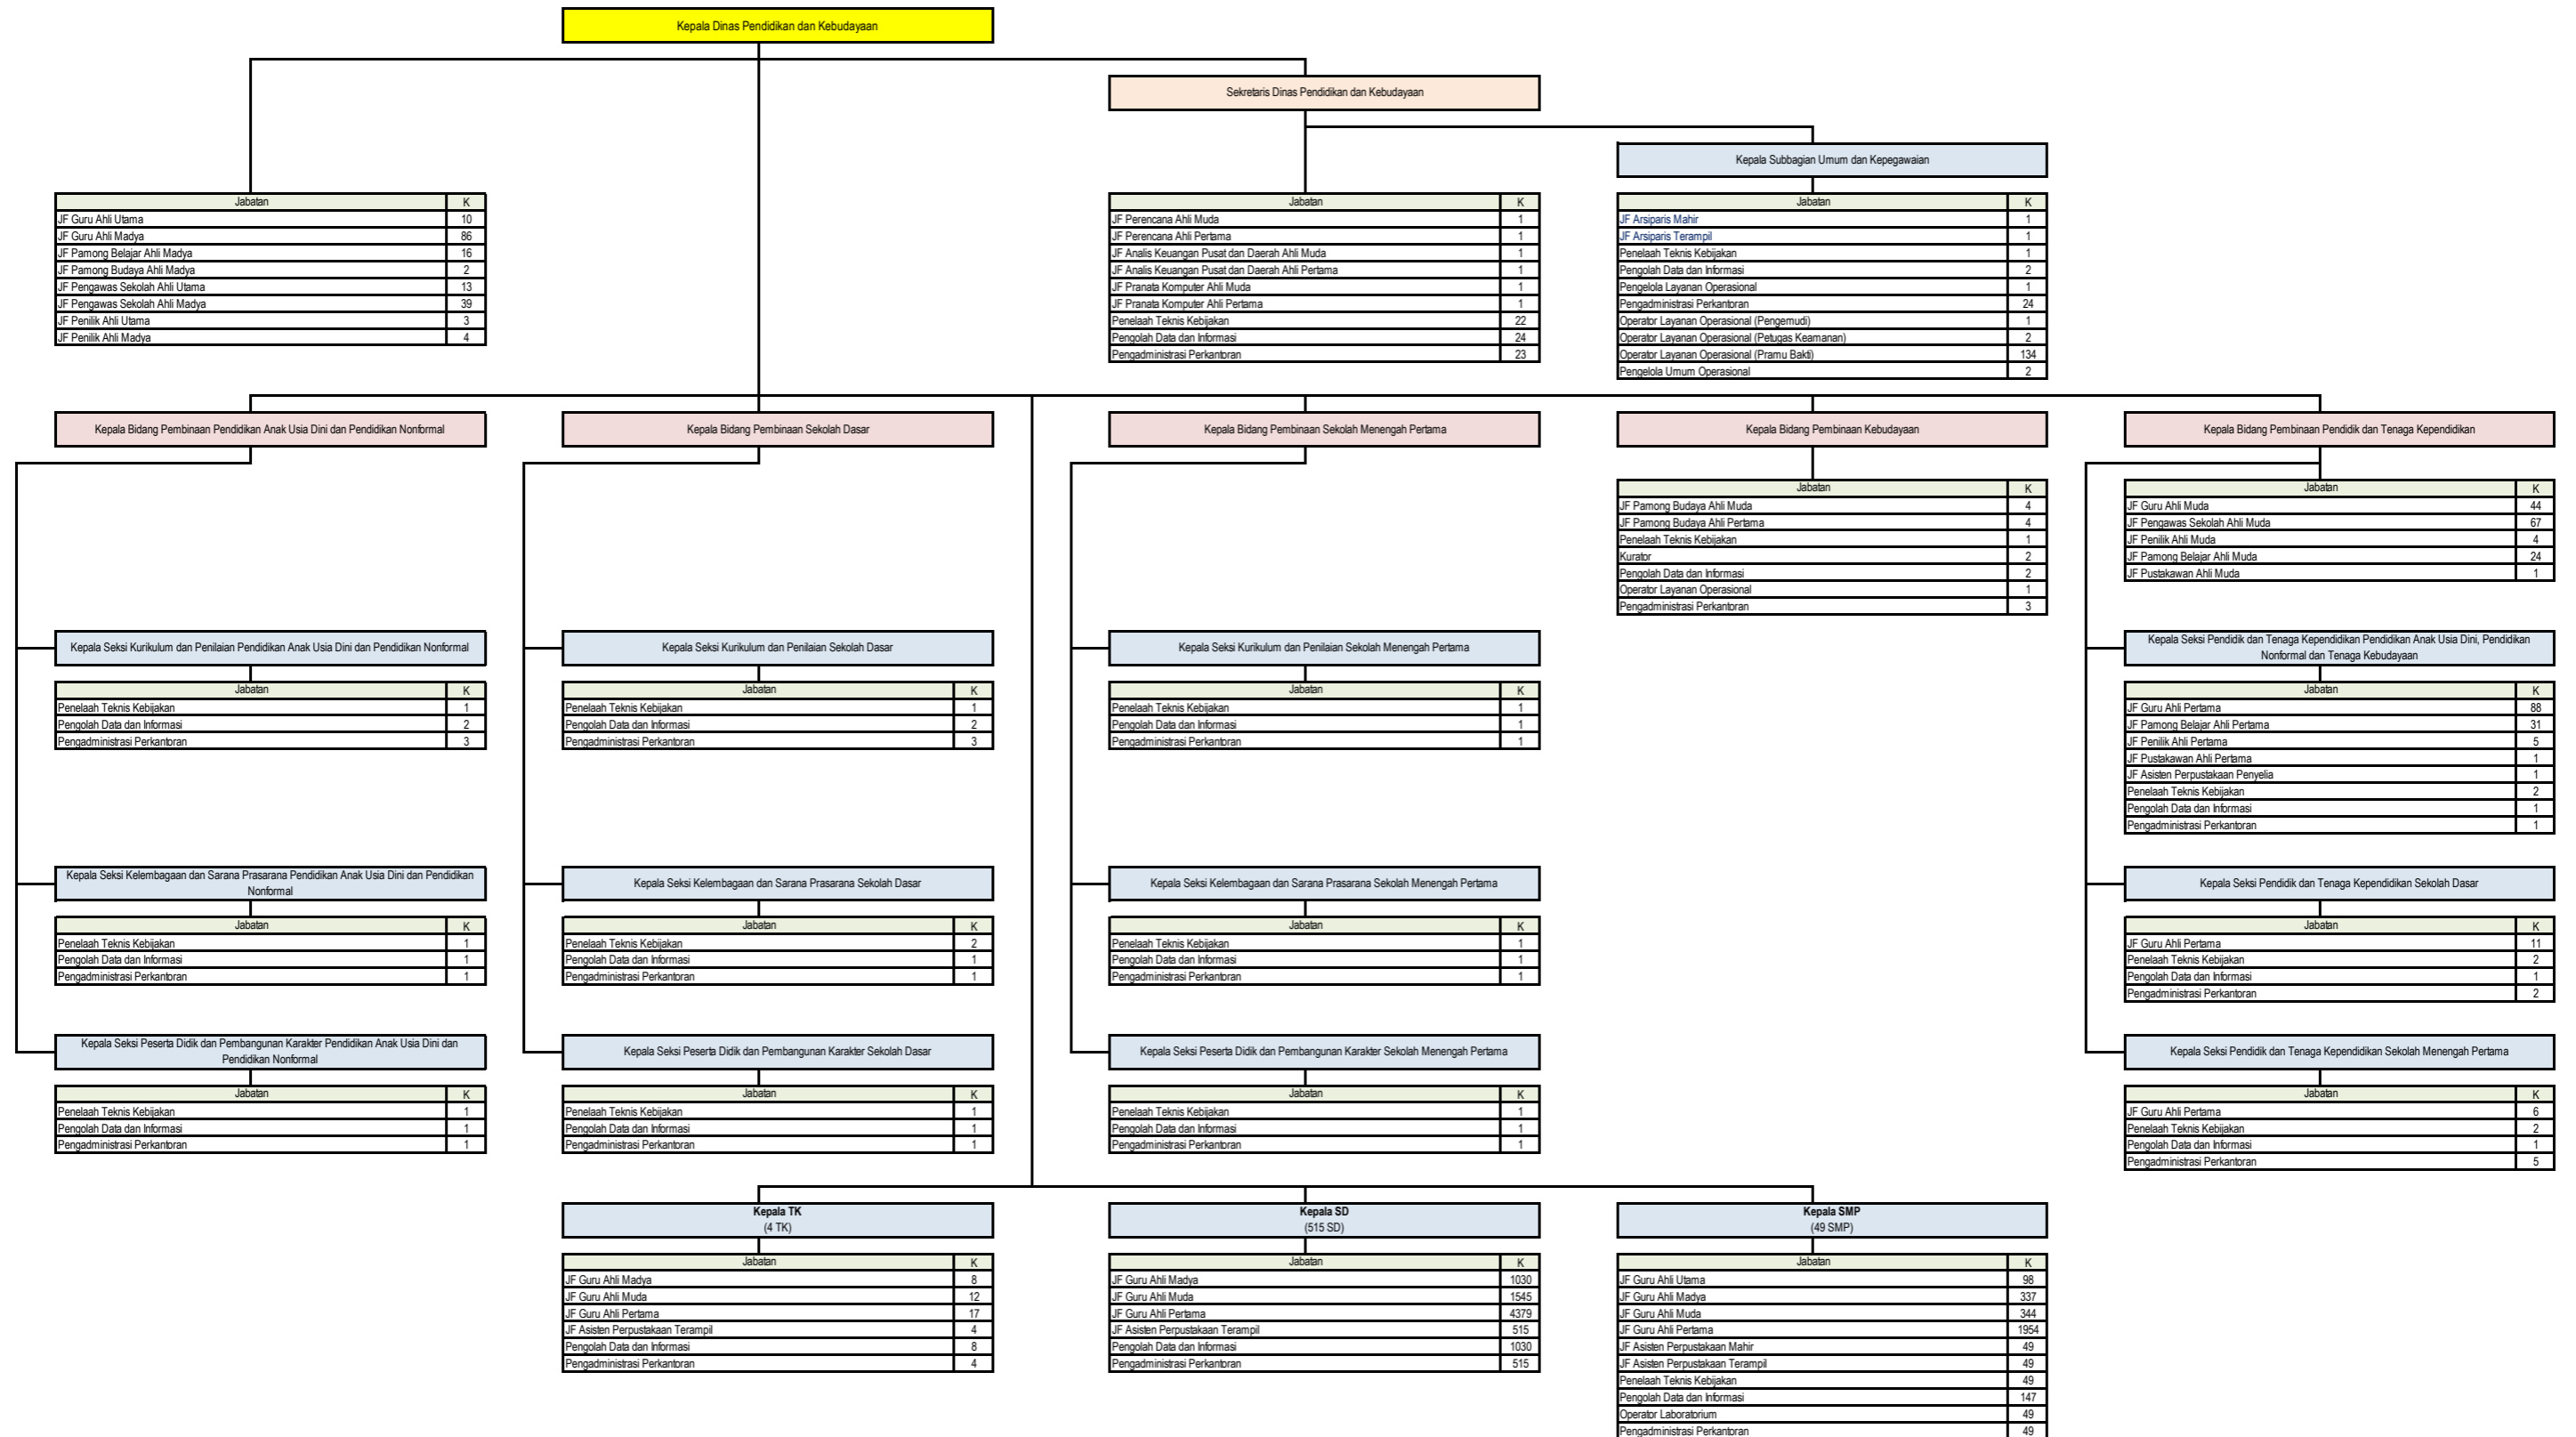 Kepala Dinas Pendidikan dan Kebudayaan
Sekretaris Dinas Pendidikan dan Kebudayaan
Kepala Subbagian Umum dan Kepegawaian
Jabatan K
JF Guru Ahli Utama 10
JF Guru Ahli Madya 86
JF Pamong Belajar Ahli Madya 16
JF Pamong Budaya Ahli Madya 2
JF Pengawas Sekolah Ahli Utama 13
JF Pengawas Sekolah Ahli Madya 39
JF Penilik Ahli Utama 3
JF Penilik Ahli Madya 4
Jabatan K
JF Perencana Ahli Muda 1
JF Perencana Ahli Pertama 1
JF Analis Keuangan Pusat dan Daerah Ahli Muda 1
JF Analis Keuangan Pusat dan Daerah Ahli Pertama 1
JF Pranata Komputer Ahli Muda 1
JF Pranata Komputer Ahli Pertama 1
Penelaah Teknis Kebijakan 22
Pengolah Data dan Informasi 24
Pengadministrasi Perkantoran 23
Jabatan K
JF Arsiparis Mahir 1
JF Arsiparis Terampil 1
Penelaah Teknis Kebijakan 1
Pengolah Data dan Informasi 2
Pengelola Layanan Operasional 1
Pengadministrasi Perkantoran 24
Operator Layanan Operasional (Pengemudi) 1
Operator Layanan Operasional (Petugas Keamanan) 2
Operator Layanan Operasional (Pramu Bakti) 134
Pengelola Umum Operasional 2
Kepala Bidang Pembinaan Pendidikan Anak Usia Dini dan Pendidikan Nonformal
Kepala Bidang Pembinaan Sekolah Dasar
Kepala Bidang Pembinaan Sekolah Menengah Pertama
Kepala Bidang Pembinaan Kebudayaan
Kepala Bidang Pembinaan Pendidik dan Tenaga Kependidikan
Jabatan K
JF Pamong Budaya Ahli Muda 4
JF Pamong Budaya Ahli Pertama 4
Penelaah Teknis Kebijakan 1
Kurator 2
Pengolah Data dan Informasi 2
Operator Layanan Operasional 1
Pengadministrasi Perkantoran 3
Jabatan K
JF Guru Ahli Muda 44
JF Pengawas Sekolah Ahli Muda 67
JF Penilik Ahli Muda 4
JF Pamong Belajar Ahli Muda 24
JF Pustakawan Ahli Muda 1
Kepala Seksi Kurikulum dan Penilaian Pendidikan Anak Usia Dini dan Pendidikan Nonformal
Jabatan K
Penelaah Teknis Kebijakan 1
Pengolah Data dan Informasi 2
Pengadministrasi Perkantoran 3
Kepala Seksi Kurikulum dan Penilaian Sekolah Dasar
Jabatan K
Penelaah Teknis Kebijakan 1
Pengolah Data dan Informasi 2
Pengadministrasi Perkantoran 3
Kepala Seksi Kurikulum dan Penilaian Sekolah Menengah Pertama
Jabatan K
Penelaah Teknis Kebijakan 1
Pengolah Data dan Informasi 1
Pengadministrasi Perkantoran 1
Kepala Seksi Pendidik dan Tenaga Kependidikan Pendidikan Anak Usia Dini, Pendidikan
Nonformal dan Tenaga Kebudayaan
Jabatan K
JF Guru Ahli Pertama 88
JF Pamong Belajar Ahli Pertama 31
JF Penilik Ahli Pertama 5
JF Pustakawan Ahli Pertama 1
JF Asisten Perpustakaan Penyelia 1
Penelaah Teknis Kebijakan 2
Pengolah Data dan Informasi 1
Pengadministrasi Perkantoran 1
Kepala Seksi Kelembagaan dan Sarana Prasarana Pendidikan Anak Usia Dini dan Pendidikan
Nonformal
Jabatan K
Penelaah Teknis Kebijakan 1
Pengolah Data dan Informasi 1
Pengadministrasi Perkantoran 1
Kepala Seksi Kelembagaan dan Sarana Prasarana Sekolah Dasar
Jabatan K
Penelaah Teknis Kebijakan 2
Pengolah Data dan Informasi 1
Pengadministrasi Perkantoran 1
Kepala Seksi Kelembagaan dan Sarana Prasarana Sekolah Menengah Pertama
Jabatan K
Penelaah Teknis Kebijakan 1
Pengolah Data dan Informasi 1
Pengadministrasi Perkantoran 1
Kepala Seksi Pendidik dan Tenaga Kependidikan Sekolah Dasar
Jabatan K
JF Guru Ahli Pertama 11
Penelaah Teknis Kebijakan 2
Pengolah Data dan Informasi 1
Pengadministrasi Perkantoran 2
Kepala Seksi Peserta Didik dan Pembangunan Karakter Pendidikan Anak Usia Dini dan
Pendidikan Nonformal
Jabatan K
Penelaah Teknis Kebijakan 1
Pengolah Data dan Informasi 1
Pengadministrasi Perkantoran 1
Kepala Seksi Peserta Didik dan Pembangunan Karakter Sekolah Dasar
Jabatan K
Penelaah Teknis Kebijakan 1
Pengolah Data dan Informasi 1
Pengadministrasi Perkantoran 1
Kepala Seksi Peserta Didik dan Pembangunan Karakter Sekolah Menengah Pertama
Jabatan K
Penelaah Teknis Kebijakan 1
Pengolah Data dan Informasi 1
Pengadministrasi Perkantoran 1
Kepala Seksi Pendidik dan Tenaga Kependidikan Sekolah Menengah Pertama
Jabatan K
JF Guru Ahli Pertama 6
Penelaah Teknis Kebijakan 2
Pengolah Data dan Informasi 1
Pengadministrasi Perkantoran 5
Kepala TK
(4 TK)
Jabatan K
JF Guru Ahli Madya 8
JF Guru Ahli Muda 12
JF Guru Ahli Pertama 17
JF Asisten Perpustakaan Terampil 4
Pengolah Data dan Informasi 8
Pengadministrasi Perkantoran 4
Kepala SD
(515 SD)
Jabatan K
JF Guru Ahli Madya 1030
JF Guru Ahli Muda 1545
JF Guru Ahli Pertama 4379
JF Asisten Perpustakaan Terampil 515
Pengolah Data dan Informasi 1030
Pengadministrasi Perkantoran 515
Kepala SMP
(49 SMP)
Jabatan K
JF Guru Ahli Utama 98
JF Guru Ahli Madya 337
JF Guru Ahli Muda 344
JF Guru Ahli Pertama 1954
JF Asisten Perpustakaan Mahir 49
JF Asisten Perpustakaan Terampil 49
Penelaah Teknis Kebijakan 49
Pengolah Data dan Informasi 147
Operator Laboratorium 49
Pengadministrasi Perkantoran 49